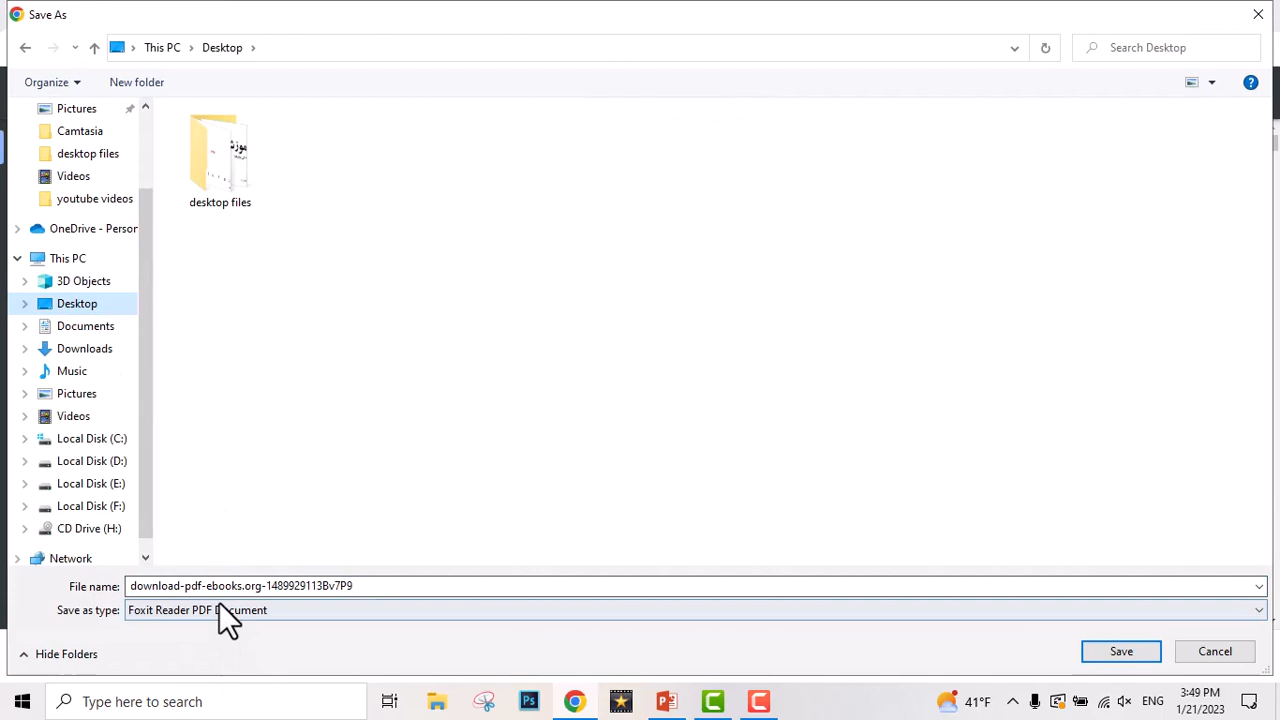 Save As
This PC
Desktop
Search Desktop
Organize
New folder
Pictures
Camtasia
desktop files
Videos
youtube videos
OneDrive - Person
This PC
3D Objects
Desktop
Documents
Downloads
Music
Pictures
Videos
Local Disk (C:)
Local Disk (D:)
Local Disk (E:)
Local Disk (F:)
CD Drive (H:)
Network
desktop files
File name: download-pdf-ebooks.org-1489929113Bv7P9
Save as type: Foxit Reader PDF Document
Hide Folders
Save
Cancel
Type here to search
Ps
41°F
ENG
3:49 PM
1/21/2023